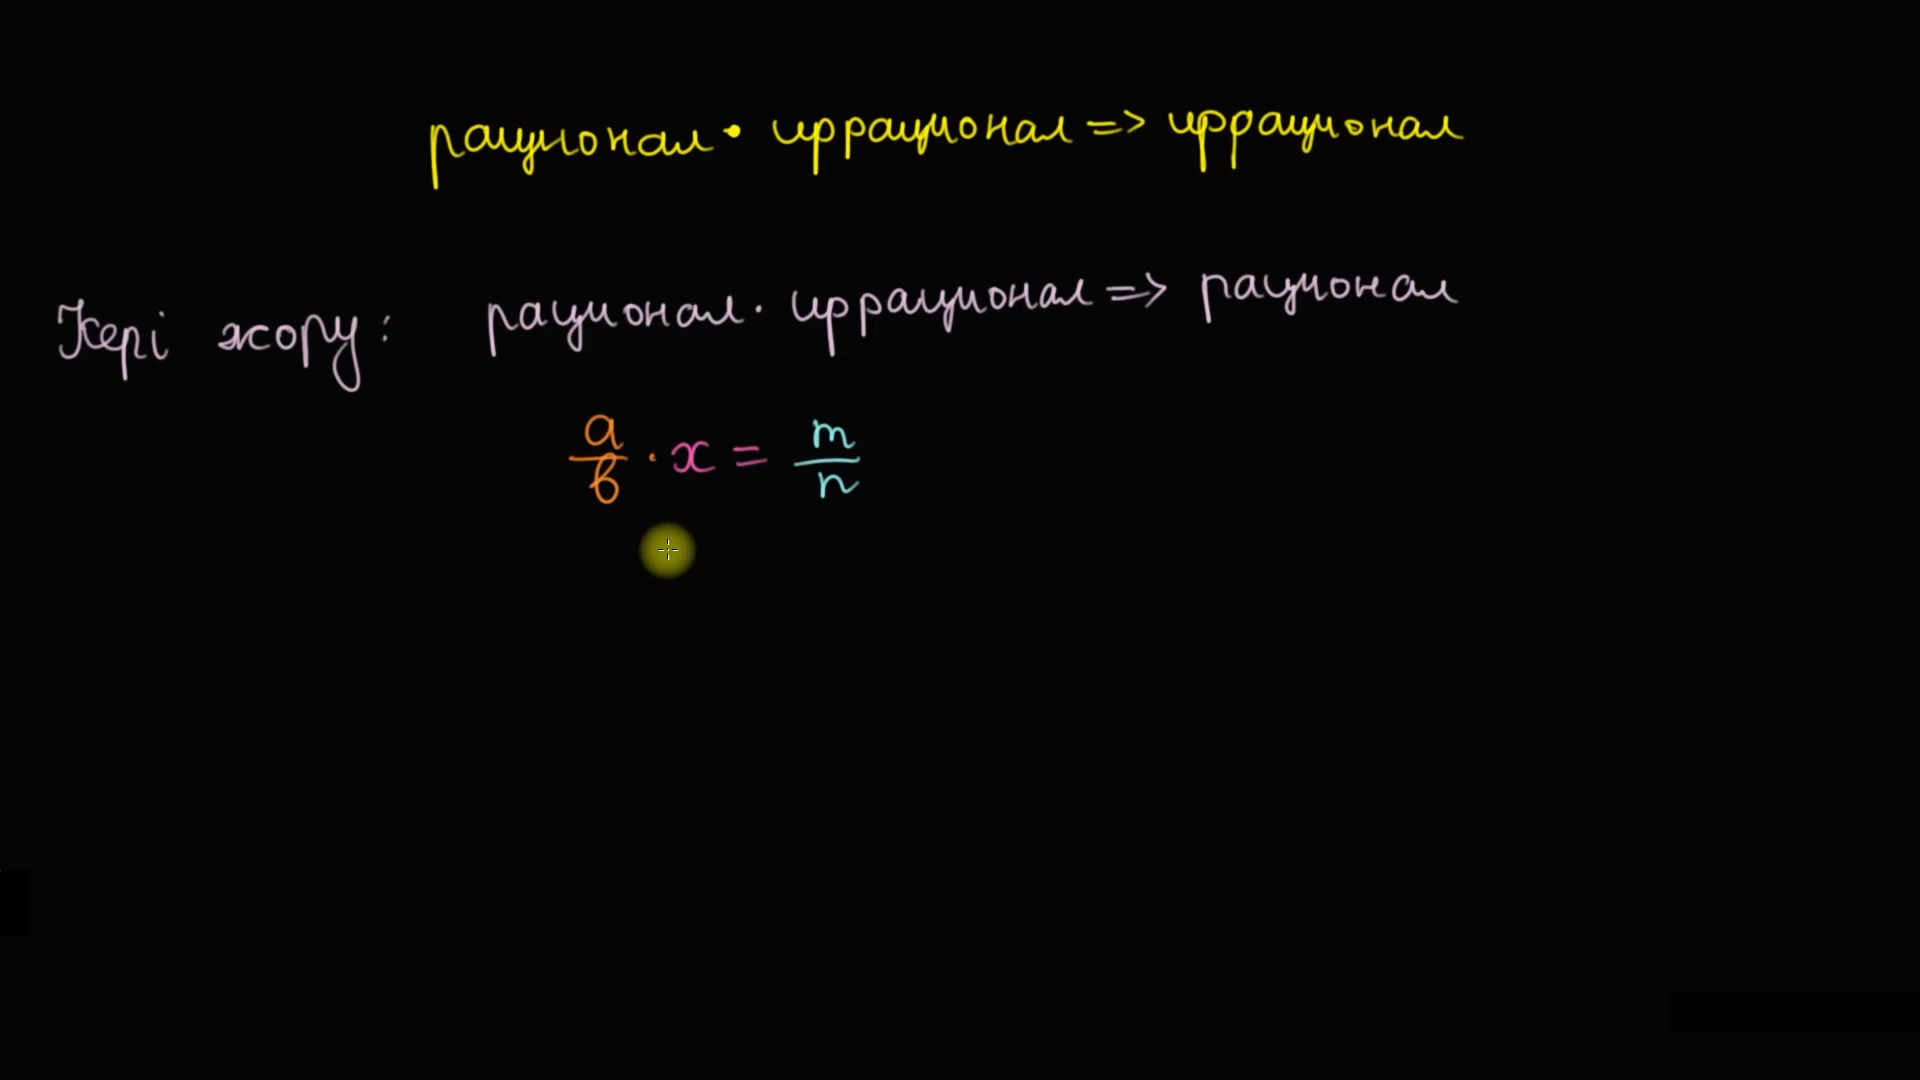 рационал · иррационал => иррационал
Кері жору: рационал · иррационал => рационал
a/b · x = m/n